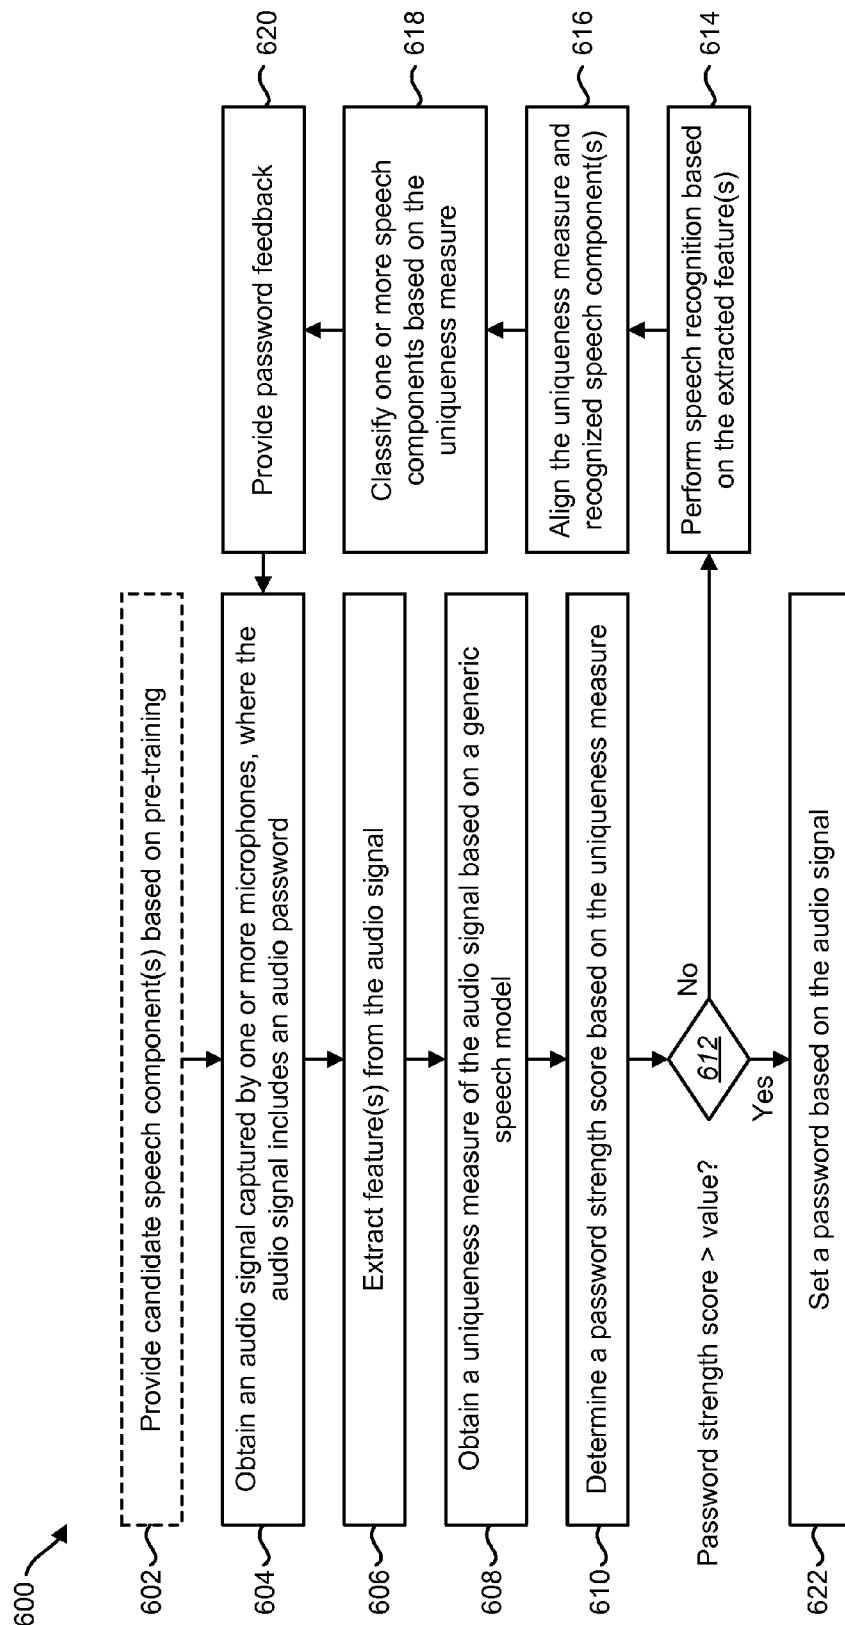 600
602
Provide candidate speech component(s) based on pre-training
604
Obtain an audio signal captured by one or more microphones, where the
audio signal includes an audio password
606
Extract feature(s) from the audio signal
608
Obtain a uniqueness measure of the audio signal based on a generic
speech model
610
Determine a password strength score based on the uniqueness measure
Password strength score > value?
612
No
Yes
614
Perform speech recognition based
on the extracted feature(s)
616
Align the uniqueness measure and
recognized speech component(s)
618
Classify one or more speech
components based on the
uniqueness measure
620
Provide password feedback
622
Set a password based on the audio signal